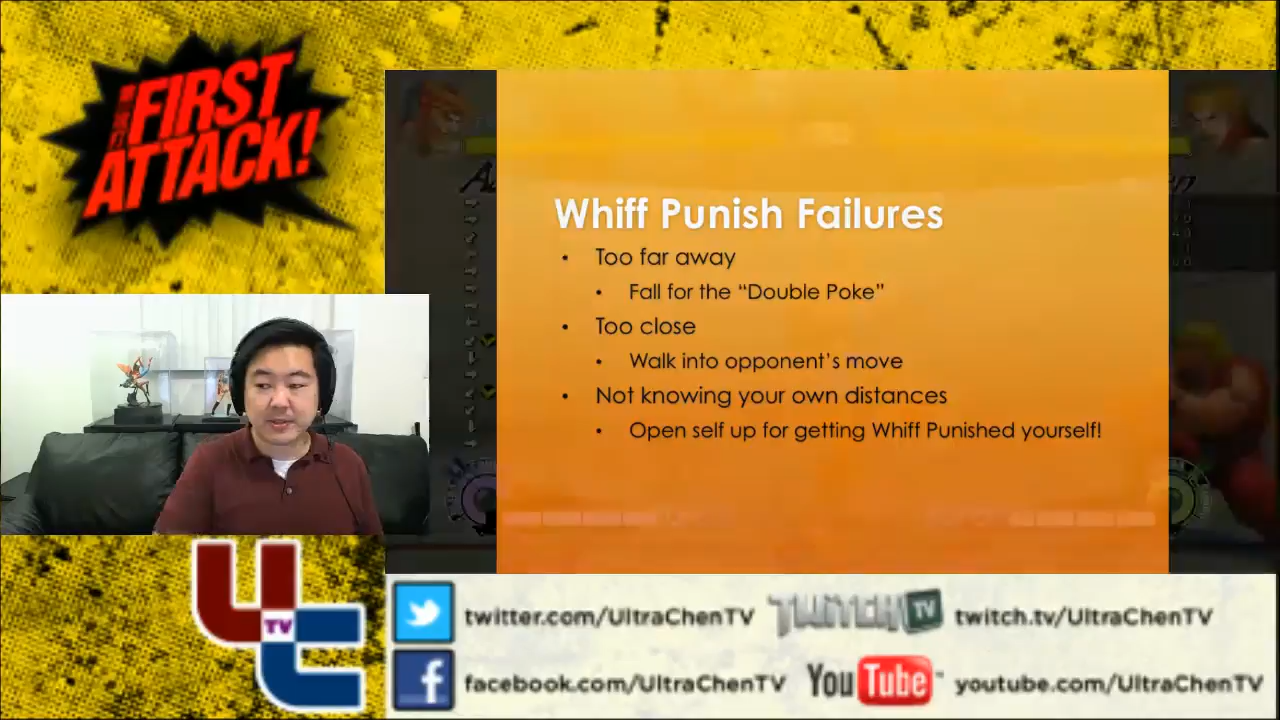 FIRST
ATTACK!
Whiff Punish Failures
• Too far away
• Fall for the “Double Poke”
• Too close
• Walk into opponent’s move
• Not knowing your own distances
• Open self up for getting Whiff Punished yourself!
UC
TV
twitter.com/UltraChenTV
TWITCH TV
twitch.tv/UltraChenTV
f
facebook.com/UltraChenTV
YouTube
youtube.com/UltraChenTV